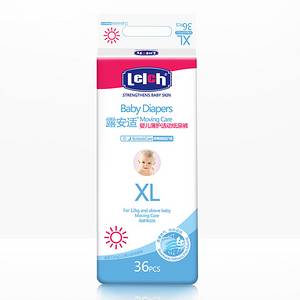 36PCS
XL
Lelch
STRENGTHENS BABY SKIN
Baby Diapers
露安适
Moving Care
婴儿薄护活动纸尿裤
XL
For 12kg and above baby
Moving Care
36PCS